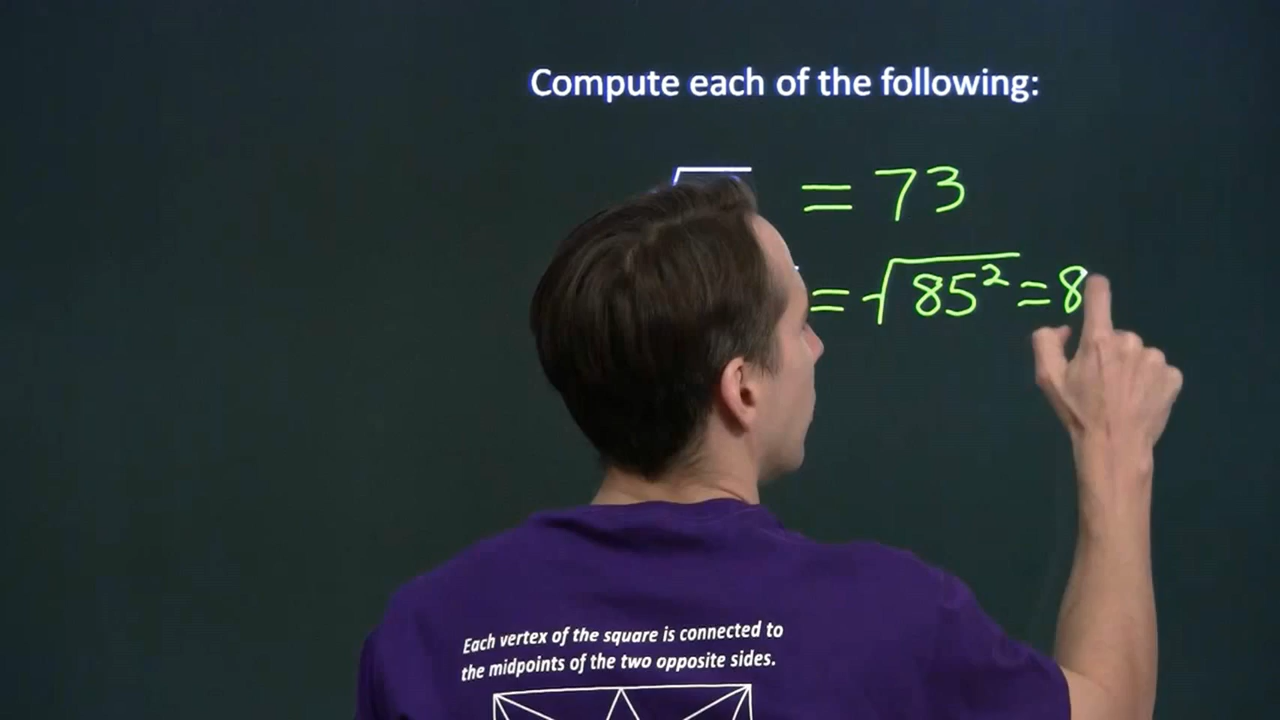 Compute each of the following:
= 73
= √85² = 8
Each vertex of the square is connected to
the midpoints of the two opposite sides.